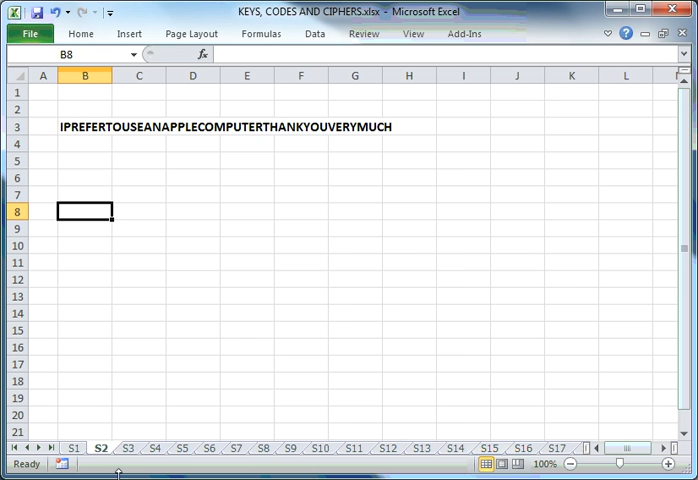 KEYS, CODES AND CIPHERS.xlsx - Microsoft Excel
File Home Insert Page Layout Formulas Data Review View Add-Ins
B8 fx
A B C D E F G H I J K L
1
2
3 IPREFERTOUSEANAPPLECOMPUTERTHANKYOUVERYMUCH
4
5
6
7
8
9
10
11
12
13
14
15
16
17
18
19
20
21
S1 S2 S3 S4 S5 S6 S7 S8 S9 S10 S11 S12 S13 S14 S15 S16 S17
Ready 100%